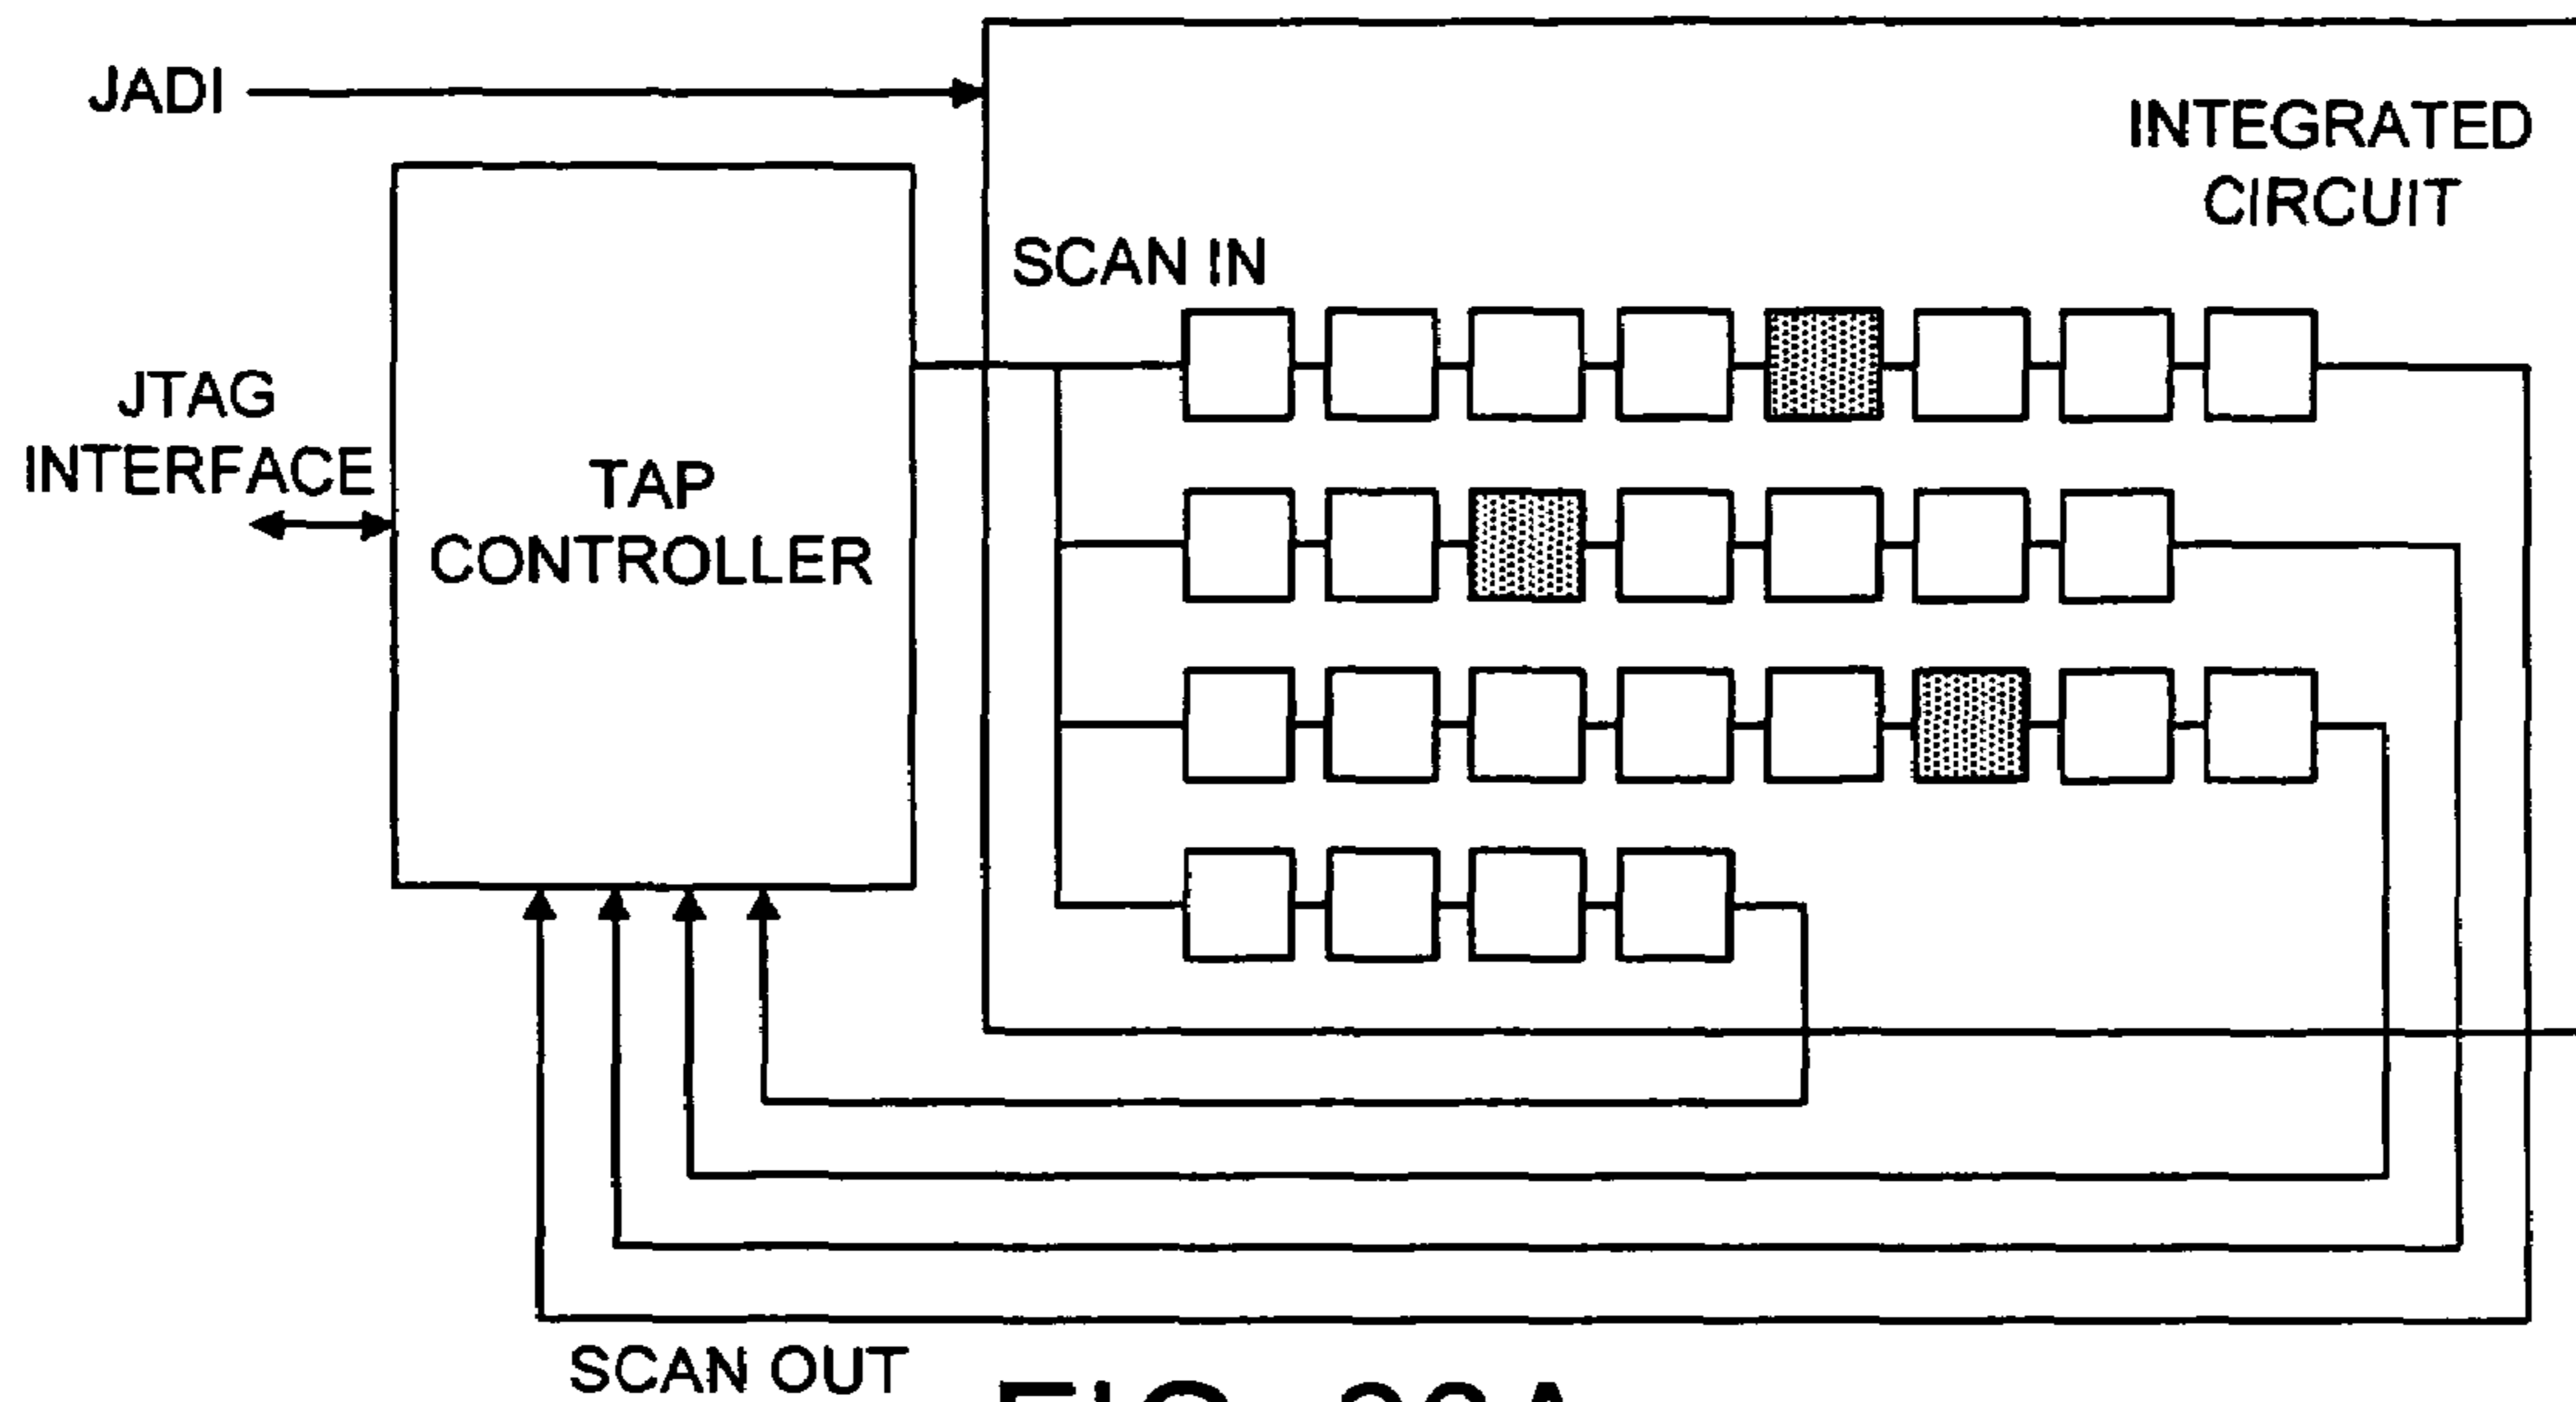 JADI
INTEGRATED
CIRCUIT
SCAN IN
JTAG
INTERFACE
TAP
CONTROLLER
SCAN OUT